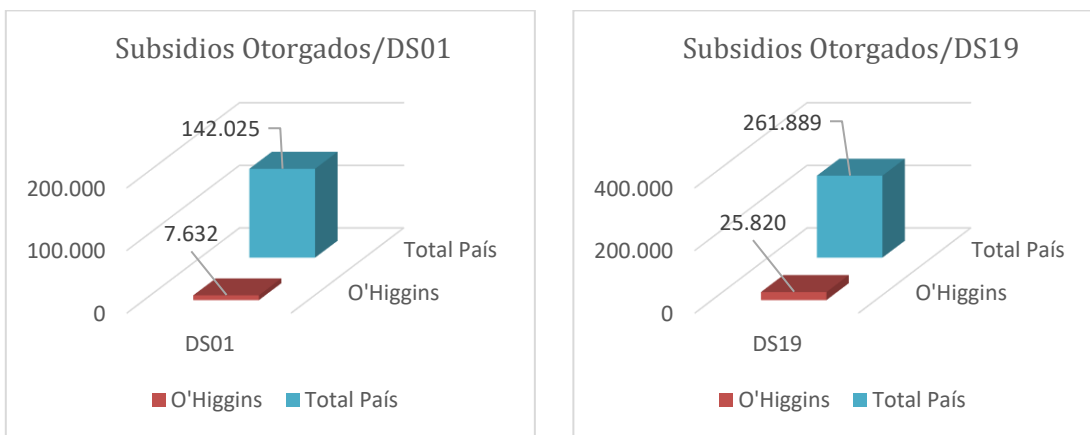 Subsidios Otorgados/DS01
142.025
200.000
7.632
100.000
Total País
O'Higgins
0
DS01
O'Higgins Total País
Subsidios Otorgados/DS19
261.889
400.000
25.820
200.000
Total País
O'Higgins
0
DS19
O'Higgins Total País